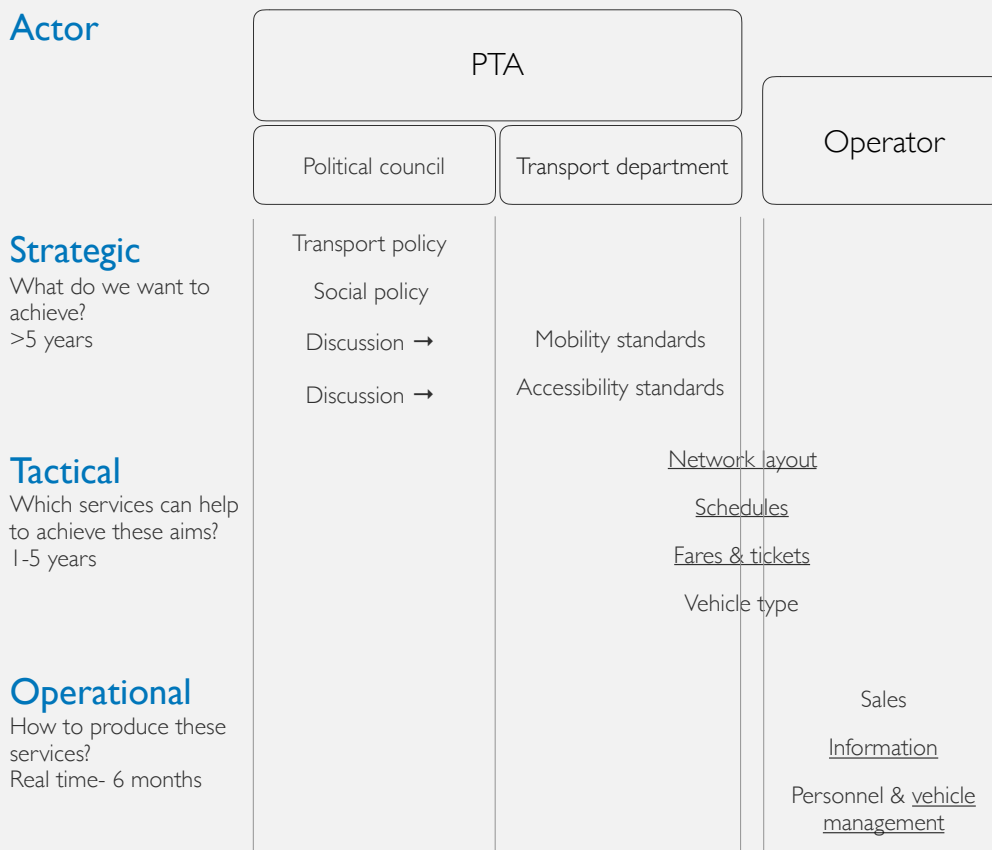 Actor
PTA
Operator
Political council
Transport department
Strategic
What do we want to
achieve?
>5 years
Transport policy
Social policy
Discussion → Mobility standards
Discussion → Accessibility standards
Tactical
Which services can help
to achieve these aims?
1-5 years
Network layout
Schedules
Fares & tickets
Vehicle type
Operational
How to produce these
services?
Real time- 6 months
Sales
Information
Personnel & vehicle
management